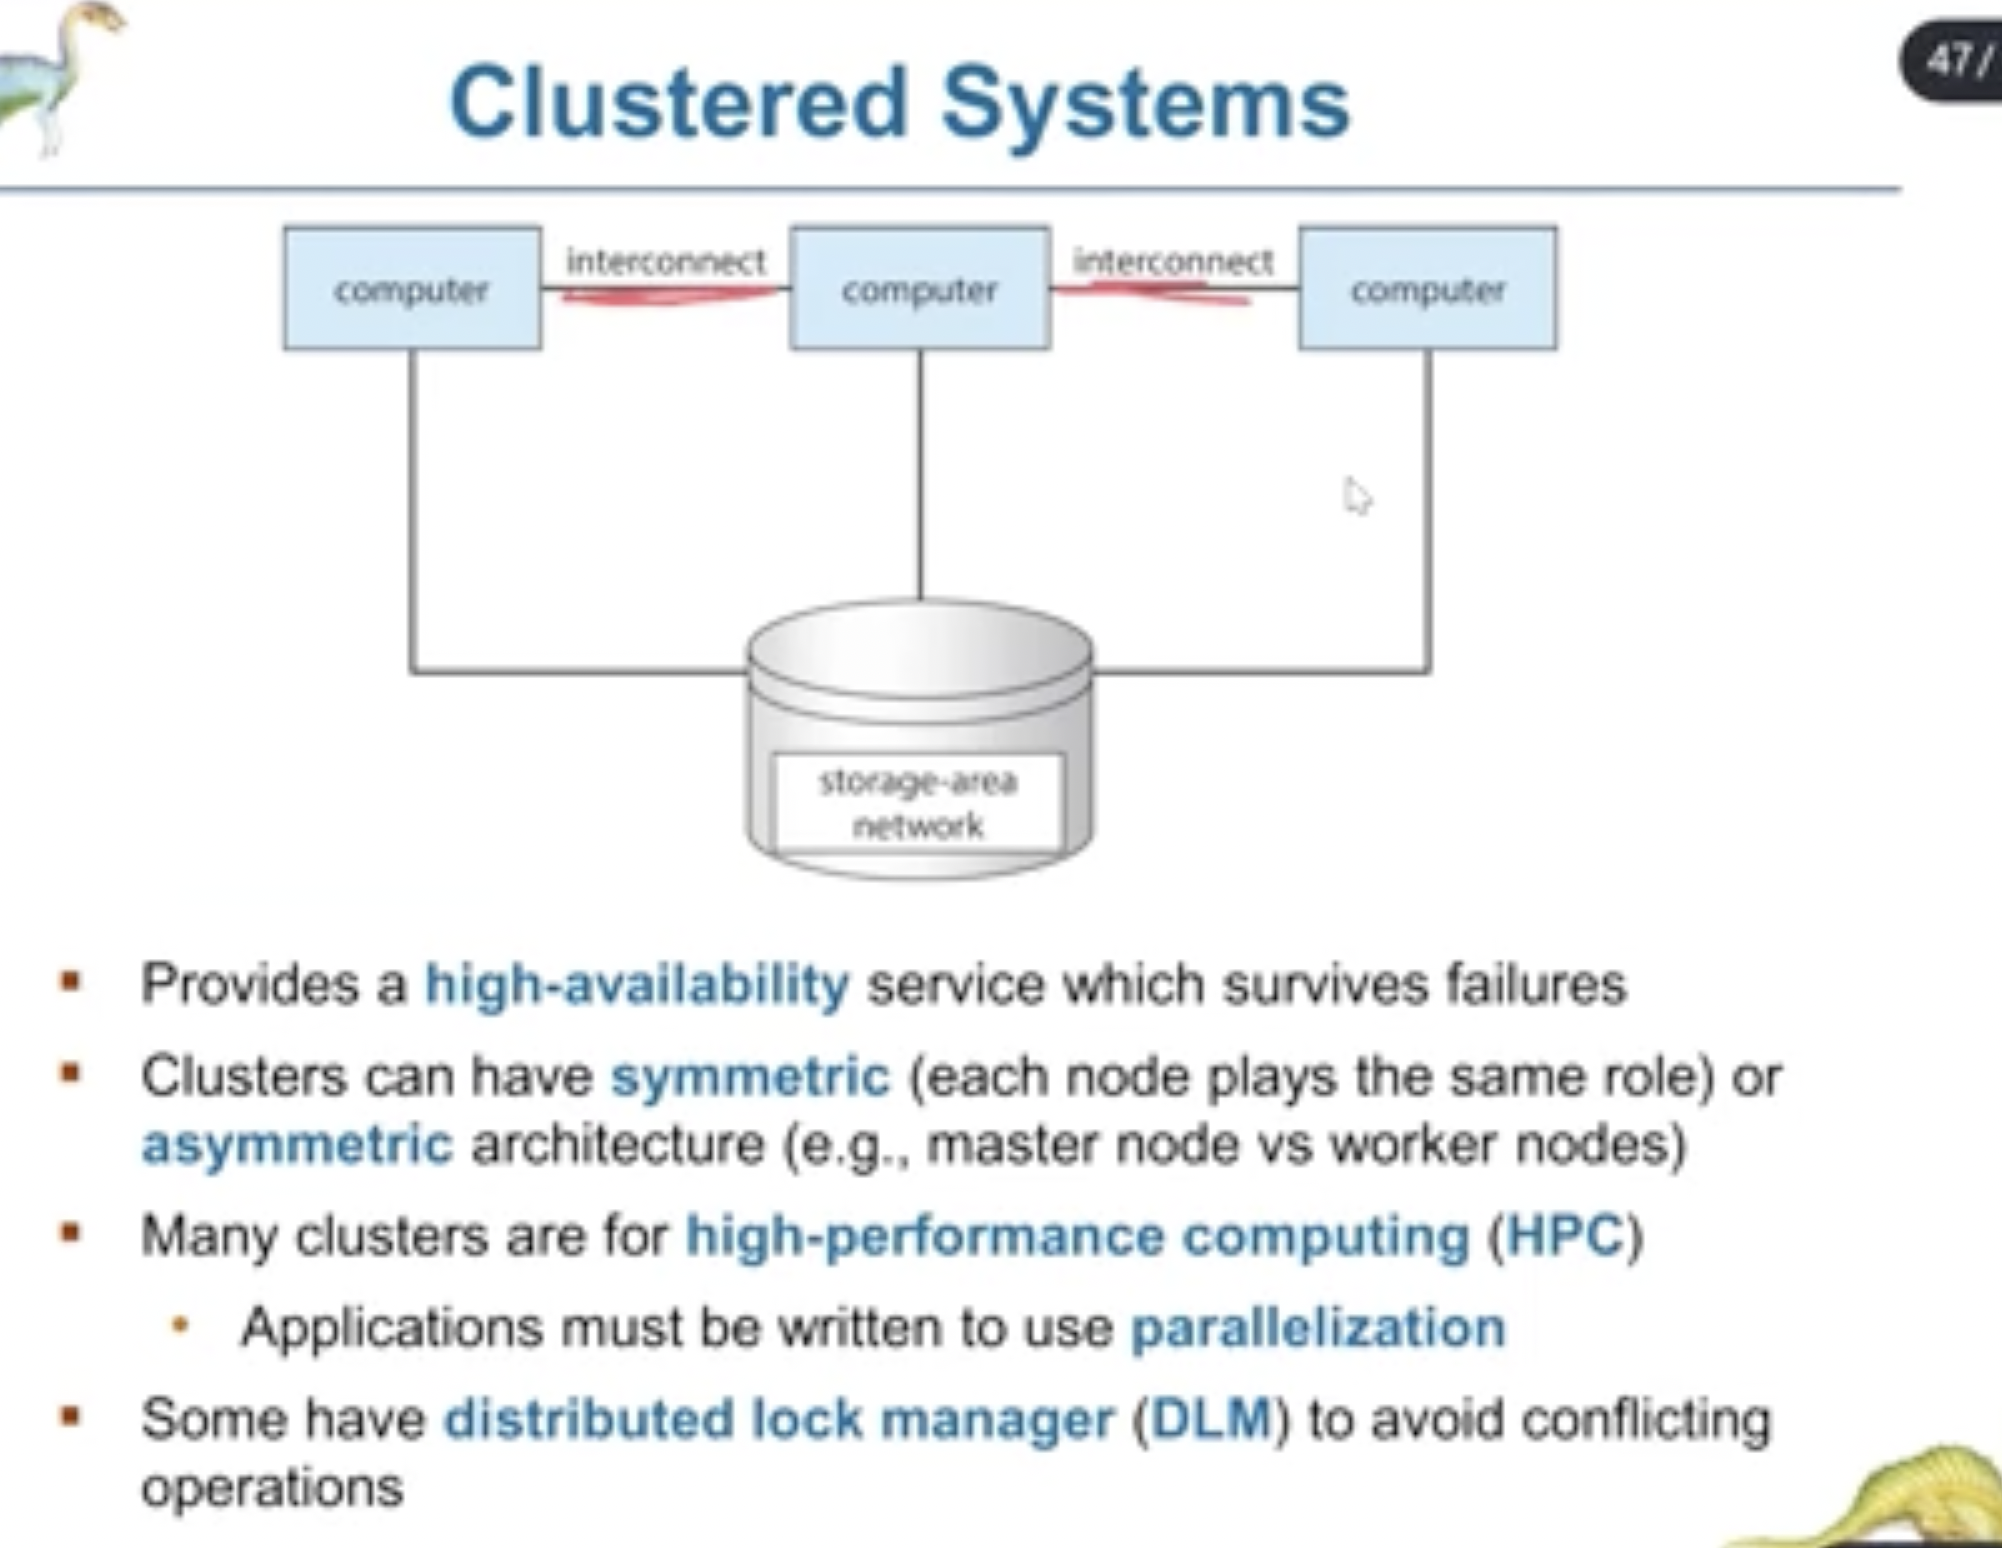 47 /
Clustered Systems
computer
interconnect
computer
interconnect
computer
storage-area
network
▪ Provides a high-availability service which survives failures
▪ Clusters can have symmetric (each node plays the same role) or
asymmetric architecture (e.g., master node vs worker nodes)
▪ Many clusters are for high-performance computing (HPC)
• Applications must be written to use parallelization
▪ Some have distributed lock manager (DLM) to avoid conflicting
operations